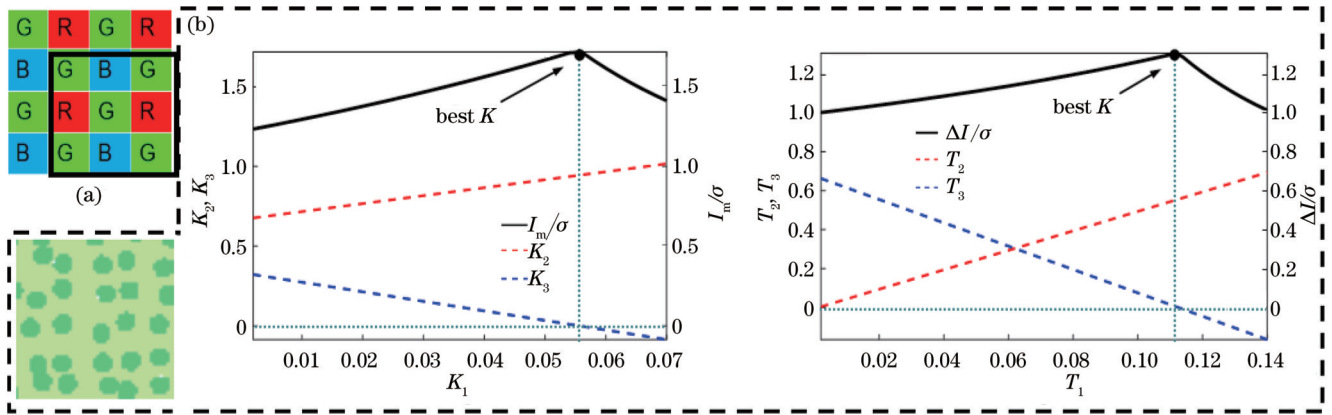 G R G R
B G B G
G R G R
B G B G
(a)
(b)
1.5
1.0
0.5
0
K2, K3
best K
Im/σ
K2
K3
0.01 0.02 0.03 0.04 0.05 0.06 0.07
K1
1.5
1.0
0.5
0
Im/σ
1.2
1.0
0.8
0.6
0.4
0.2
0
T2, T3
best K
ΔI/σ
T2
T3
0.02 0.04 0.06 0.08 0.10 0.12 0.14
T1
1.2
1.0
0.8
0.6
0.4
0.2
0
ΔI/σ